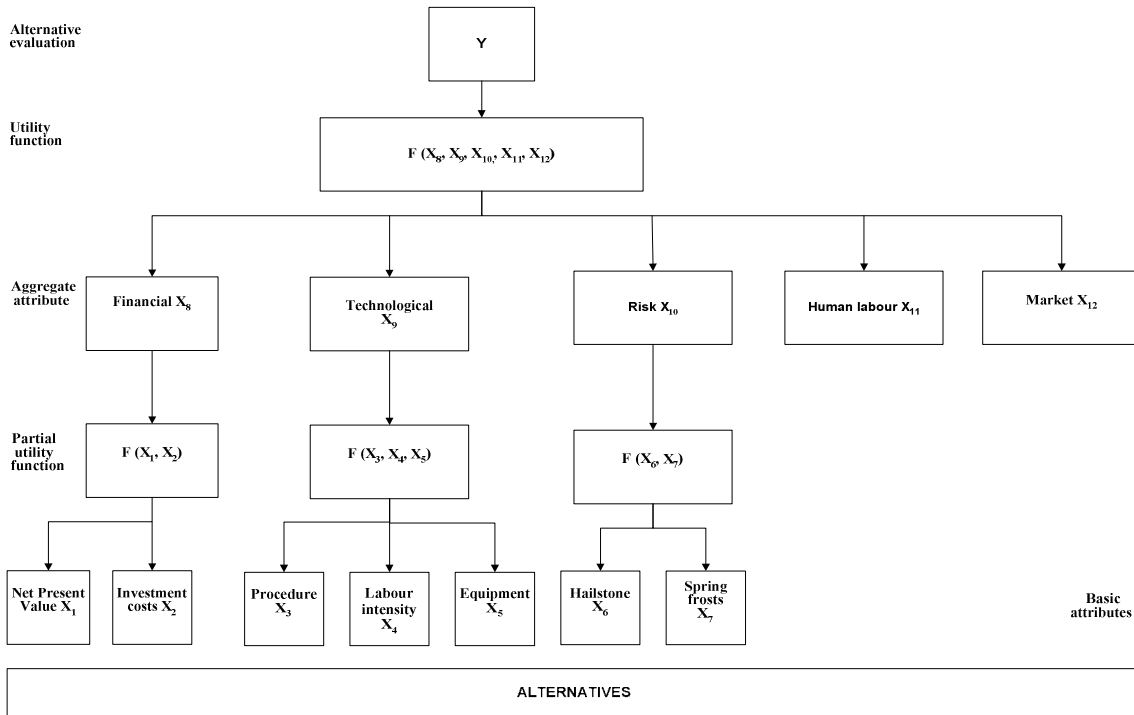 Alternative
evaluation
Y
Utility
function
F (X8, X9, X10, X11, X12)
Aggregate
attribute
Financial X8
Technological
X9
Risk X10
Human labour X11
Market X12
Partial
utility
function
F (X1, X2)
F (X3, X4, X5)
F (X6, X7)
Net Present
Value X1
Investment
costs X2
Procedure
X3
Labour
intensity
X4
Equipment
X5
Hailstone
X6
Spring
frosts
X7
Basic
attributes
ALTERNATIVES